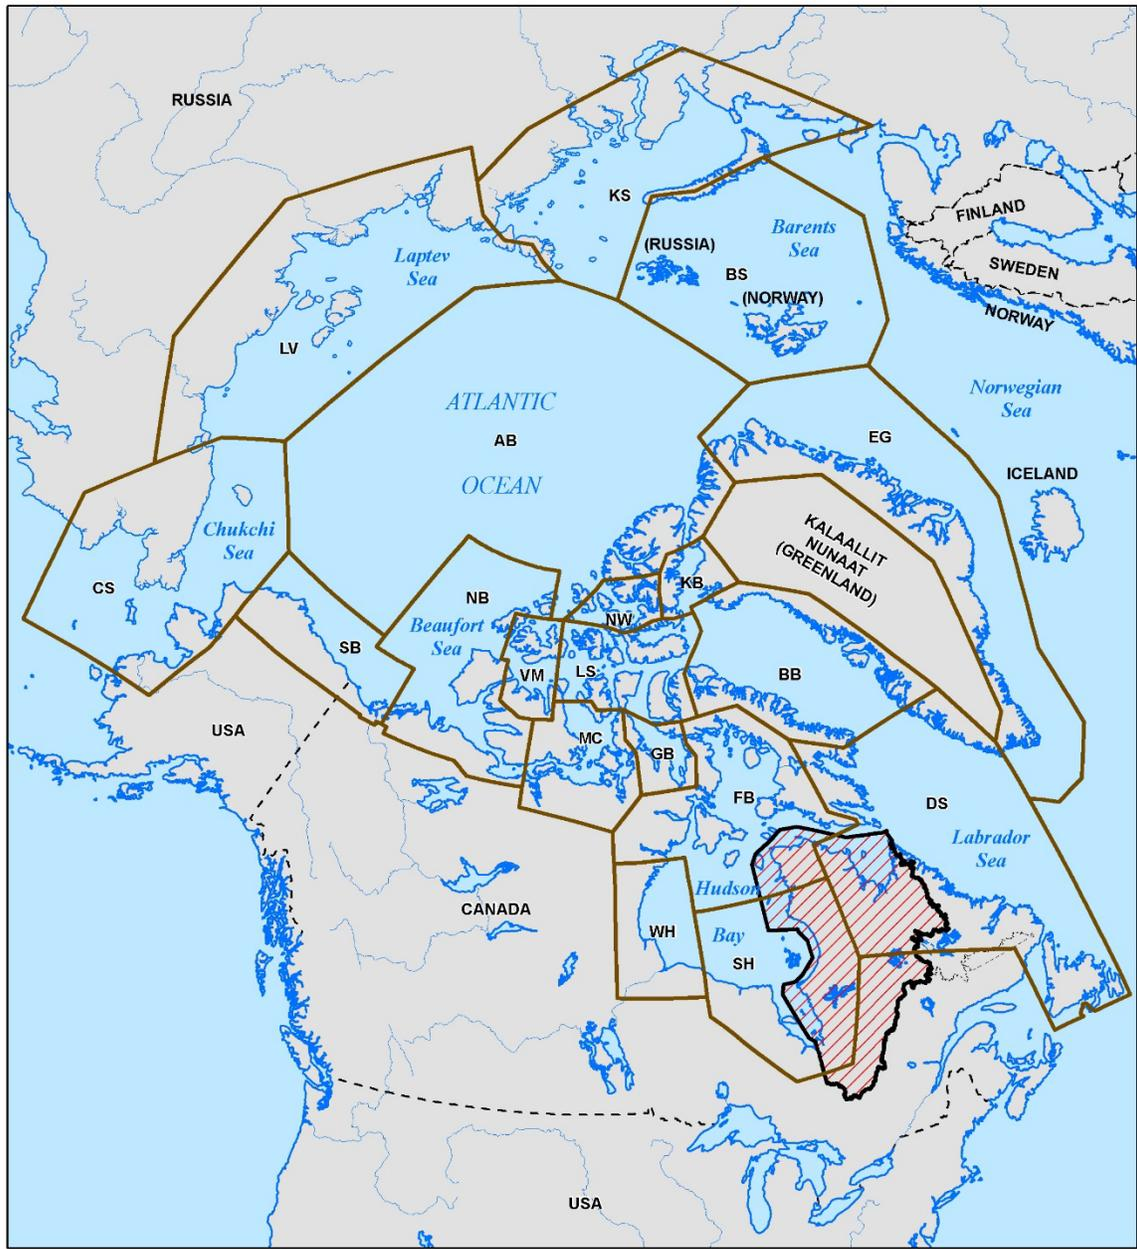 RUSSIA
KS
FINLAND
Barents
Sea
(RUSSIA)
Laptev
Sea
BS
SWEDEN
(NORWAY)
NORWAY
LV
Norwegian
Sea
ATLANTIC
AB
EG
ICELAND
OCEAN
Chukchi
Sea
KALAALLIT
NUNAAT
(GREENLAND)
CS
KB
NB
NW
Beaufort
Sea
SB
VM
LS
BB
USA
MC
GB
FB
DS
Labrador
Sea
Hudson
CANADA
WH
Bay
SH
USA